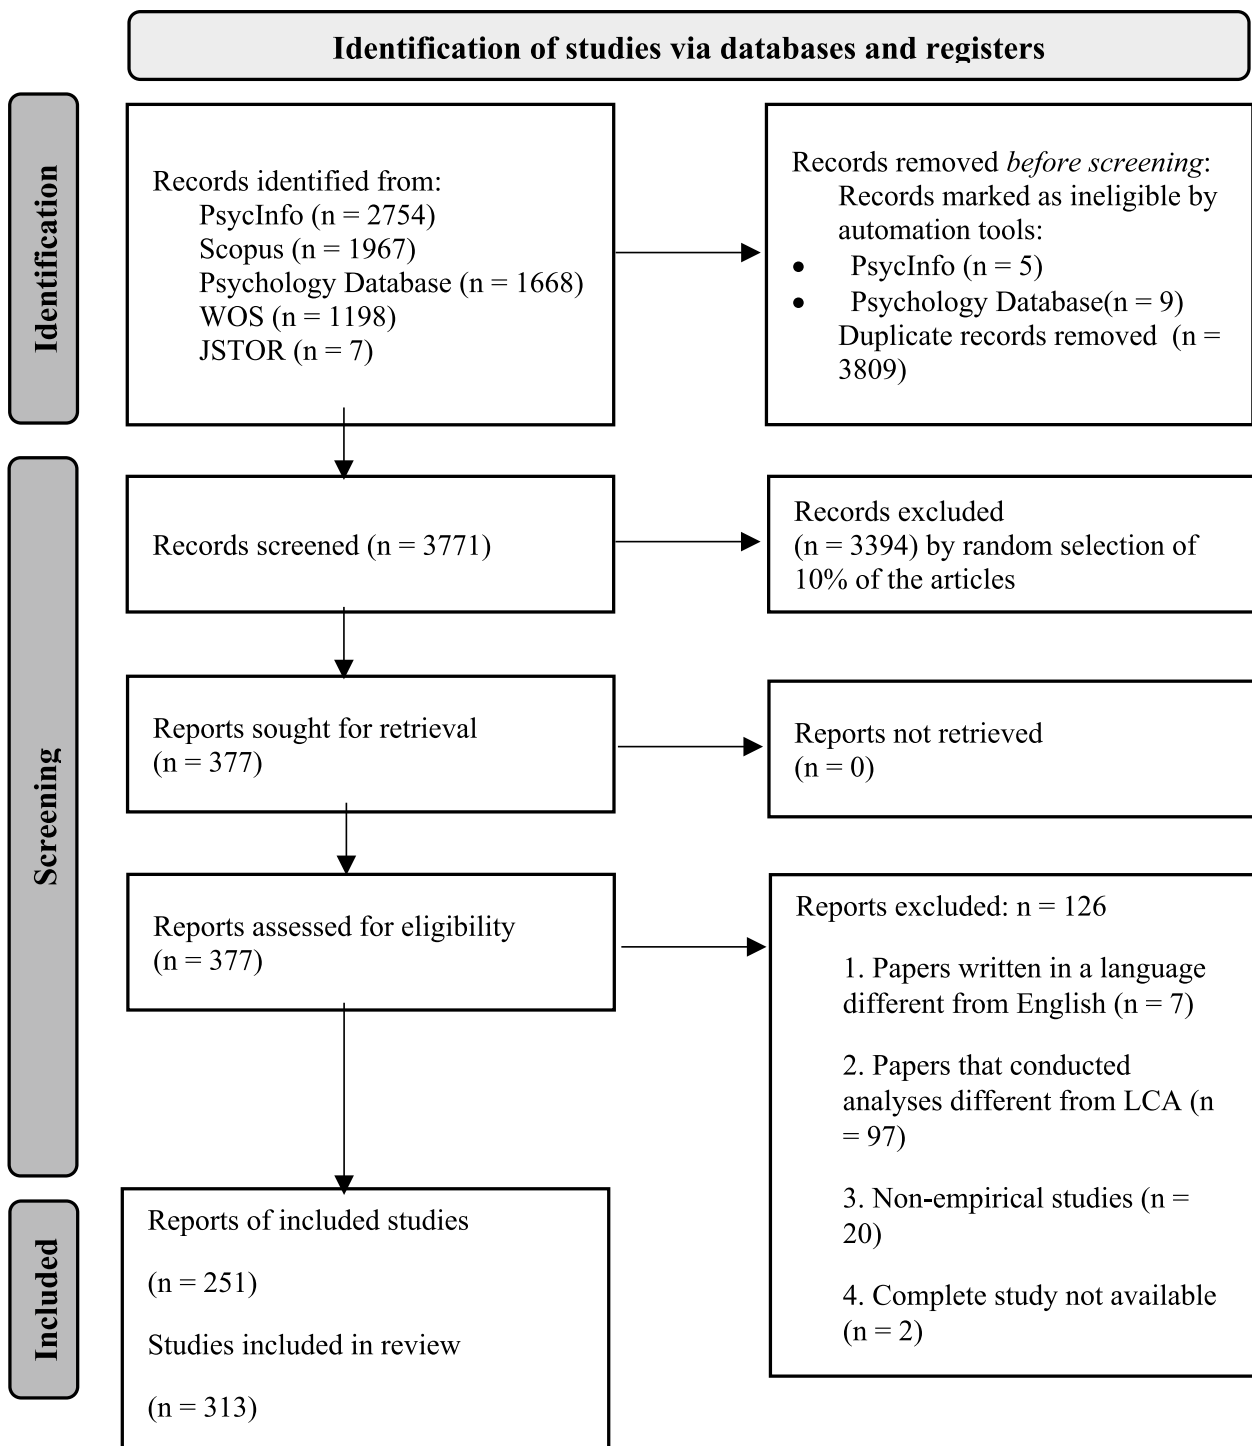 Identification of studies via databases and registers
Identification
Records identified from:
PsycInfo (n = 2754)
Scopus (n = 1967)
Psychology Database (n = 1668)
WOS (n = 1198)
JSTOR (n = 7)
Records removed before screening:
Records marked as ineligible by
automation tools:
• PsycInfo (n = 5)
• Psychology Database(n = 9)
Duplicate records removed (n =
3809)
Screening
Records screened (n = 3771)
Records excluded
(n = 3394) by random selection of
10% of the articles
Reports sought for retrieval
(n = 377)
Reports not retrieved
(n = 0)
Reports assessed for eligibility
(n = 377)
Reports excluded: n = 126
1. Papers written in a language
different from English (n = 7)
2. Papers that conducted
analyses different from LCA (n
= 97)
3. Non-empirical studies (n =
20)
4. Complete study not available
(n = 2)
Included
Reports of included studies
(n = 251)
Studies included in review
(n = 313)